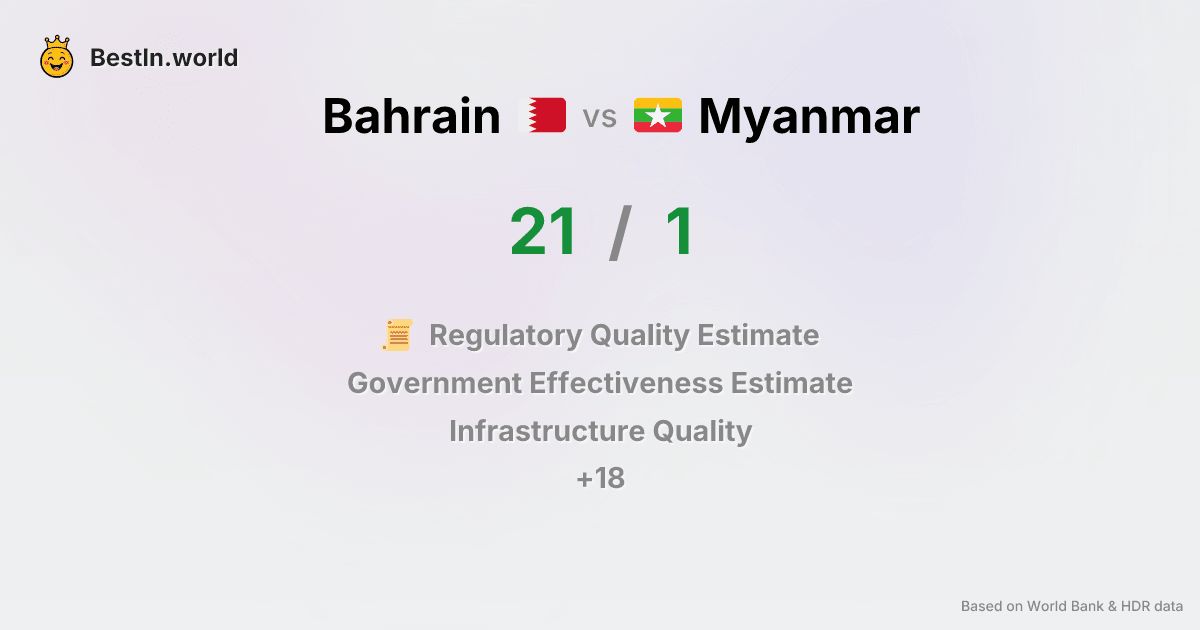 BestIn.world
Bahrain vs Myanmar
21 / 1
Regulatory Quality Estimate
Government Effectiveness Estimate
Infrastructure Quality
+18
Based on World Bank & HDR data